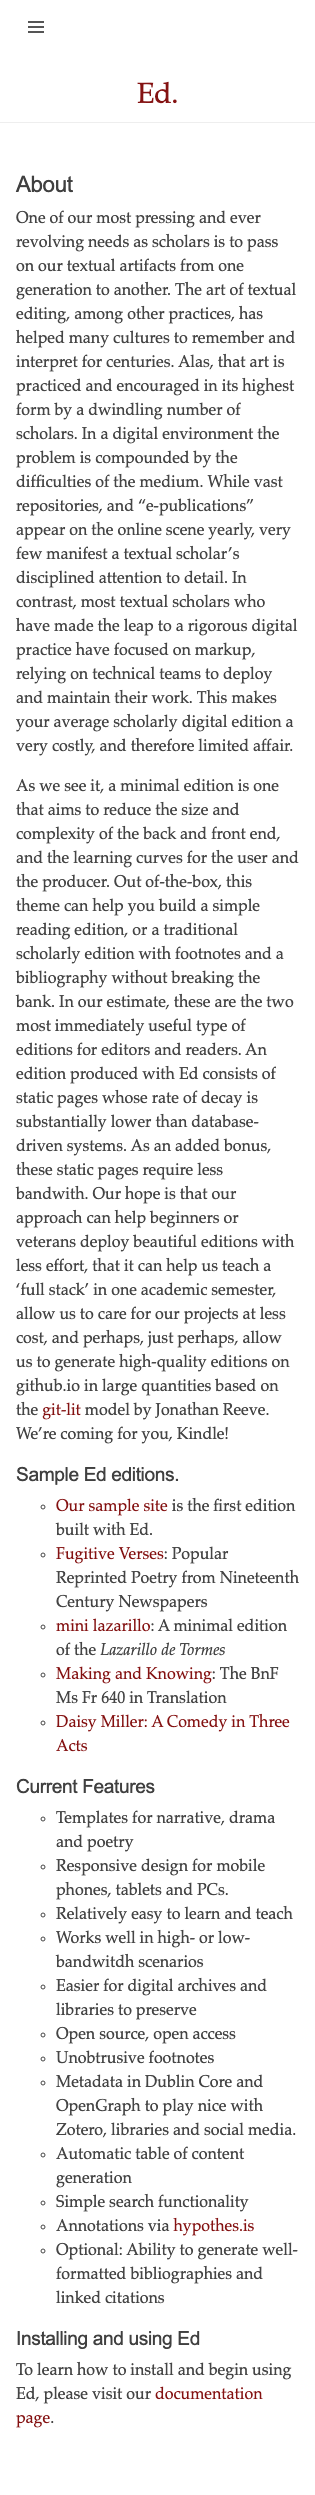 Ed.
About
One of our most pressing and ever
revolving needs as scholars is to pass
on our textual artifacts from one
generation to another. The art of textual
editing, among other practices, has
helped many cultures to remember and
interpret for centuries. Alas, that art is
practiced and encouraged in its highest
form by a dwindling number of
scholars. In a digital environment the
problem is compounded by the
difficulties of the medium. While vast
repositories, and “e-publications”
appear on the online scene yearly, very
few manifest a textual scholar’s
disciplined attention to detail. In
contrast, most textual scholars who
have made the leap to a rigorous digital
practice have focused on markup,
relying on technical teams to deploy
and maintain their work. This makes
your average scholarly digital edition a
very costly, and therefore limited affair.
As we see it, a minimal edition is one
that aims to reduce the size and
complexity of the back and front end,
and the learning curves for the user and
the producer. Out of-the-box, this
theme can help you build a simple
reading edition, or a traditional
scholarly edition with footnotes and a
bibliography without breaking the
bank. In our estimate, these are the two
most immediately useful type of
editions for editors and readers. An
edition produced with Ed consists of
static pages whose rate of decay is
substantially lower than database-
driven systems. As an added bonus,
these static pages require less
bandwith. Our hope is that our
approach can help beginners or
veterans deploy beautiful editions with
less effort, that it can help us teach a
‘full stack’ in one academic semester,
allow us to care for our projects at less
cost, and perhaps, just perhaps, allow
us to generate high-quality editions on
github.io in large quantities based on
the git-lit model by Jonathan Reeve.
We’re coming for you, Kindle!
Sample Ed editions.
Our sample site is the first edition
built with Ed.
Fugitive Verses: Popular
Reprinted Poetry from Nineteenth
Century Newspapers
mini lazarillo: A minimal edition
of the Lazarillo de Tormes
Making and Knowing: The BnF
Ms Fr 640 in Translation
Daisy Miller: A Comedy in Three
Acts
Current Features
Templates for narrative, drama
and poetry
Responsive design for mobile
phones, tablets and PCs.
Relatively easy to learn and teach
Works well in high- or low-
bandwitdh scenarios
Easier for digital archives and
libraries to preserve
Open source, open access
Unobtrusive footnotes
Metadata in Dublin Core and
OpenGraph to play nice with
Zotero, libraries and social media.
Automatic table of content
generation
Simple search functionality
Annotations via hypothes.is
Optional: Ability to generate well-
formatted bibliographies and
linked citations
Installing and using Ed
To learn how to install and begin using
Ed, please visit our documentation
page.